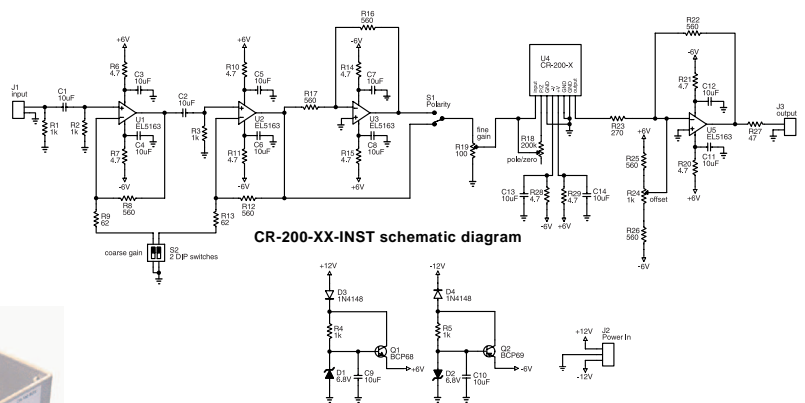 J1
input
C1
10uF
R1
1k
R2
1k
+6V
R6
4.7
C3
10uF
U1
EL5163
C4
10uF
R7
4.7
-6V
R8
560
R9
62
C2
10uF
R3
1k
+6V
R10
4.7
C5
10uF
U2
EL5163
C6
10uF
R11
4.7
-6V
R12
560
R13
62
coarse gain
S2
2 DIP switches
R17
560
R16
560
-6V
R14
4.7
C7
10uF
U3
EL5163
C8
10uF
R15
4.7
+6V
S1
Polarity
R19
100
fine
gain
U4
CR-200-X
input
P/Z
GND
-V
+V
GND
GND
output
R18
200k
pole/zero
C13
10uF
R28
4.7
R29
4.7
C14
10uF
-6V
+6V
R23
270
+6V
R25
560
R24
1k
offset
R26
560
-6V
R22
560
-6V
R21
4.7
C12
10uF
U5
EL5163
C11
10uF
R20
4.7
+6V
R27
47
J3
output
CR-200-XX-INST schematic diagram
+12V
D3
1N4148
R4
1k
Q1
BCP68
+6V
D1
6.8V
C9
10uF
-12V
D4
1N4148
R5
1k
Q2
BCP69
-6V
D2
6.8V
C10
10uF
J2
Power In
+12V
-12V